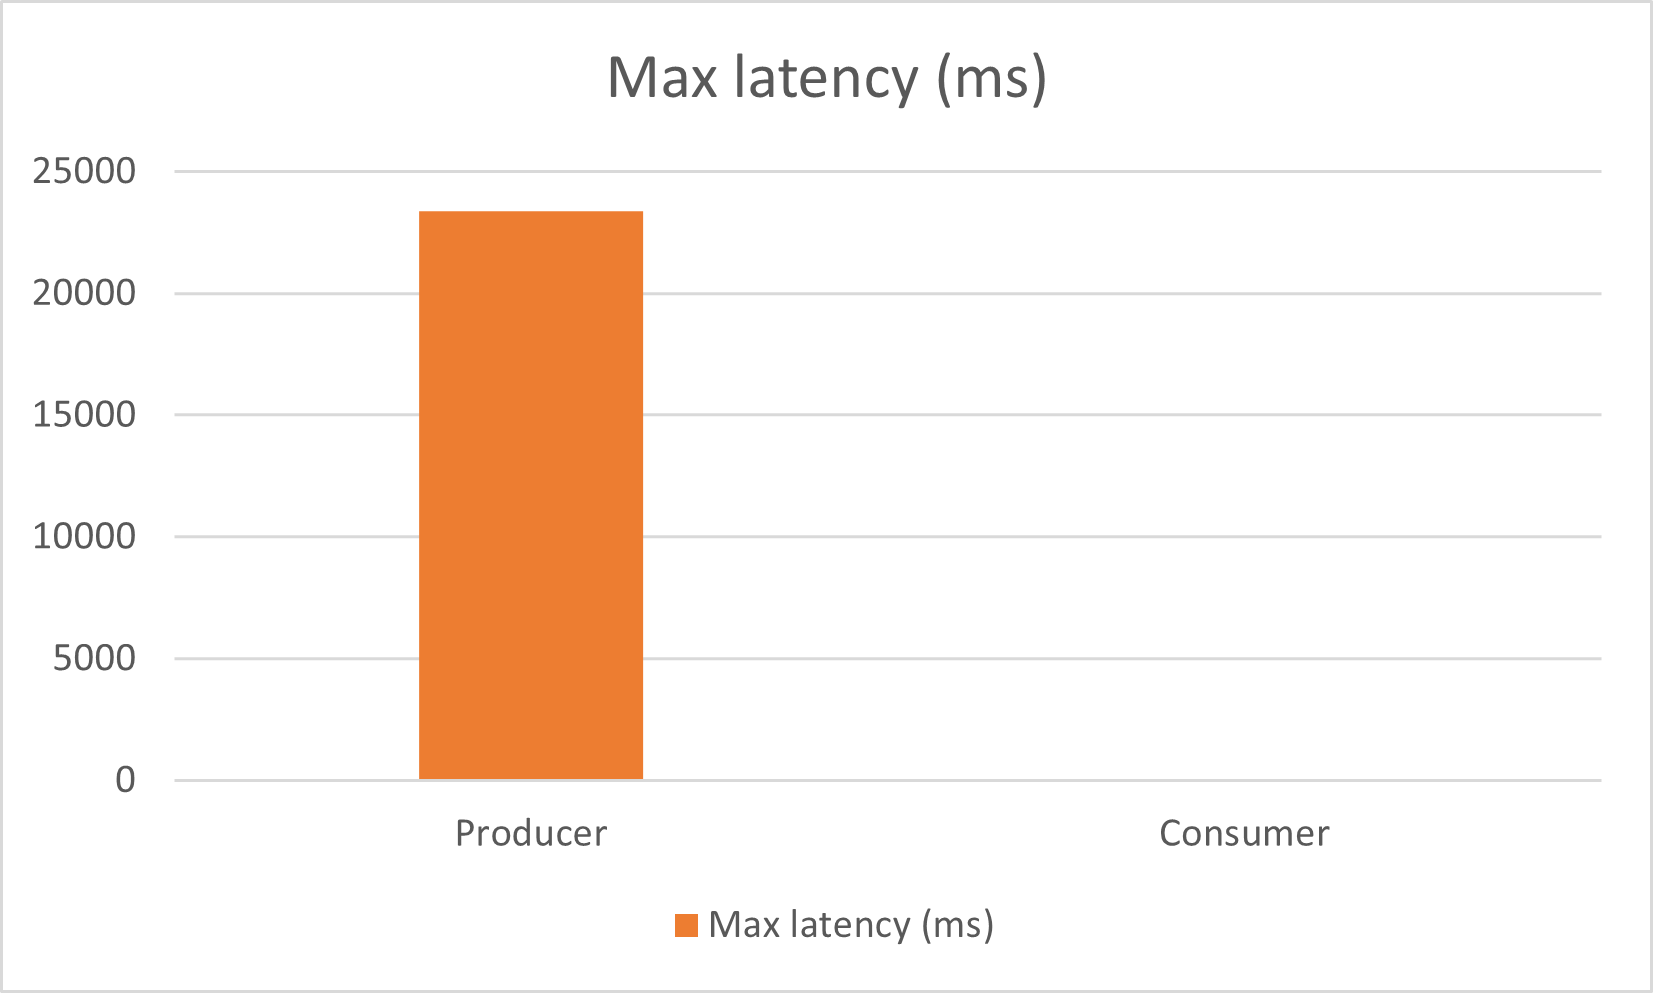 Max latency (ms)
25000
20000
15000
10000
5000
0
Producer Consumer
Max latency (ms)